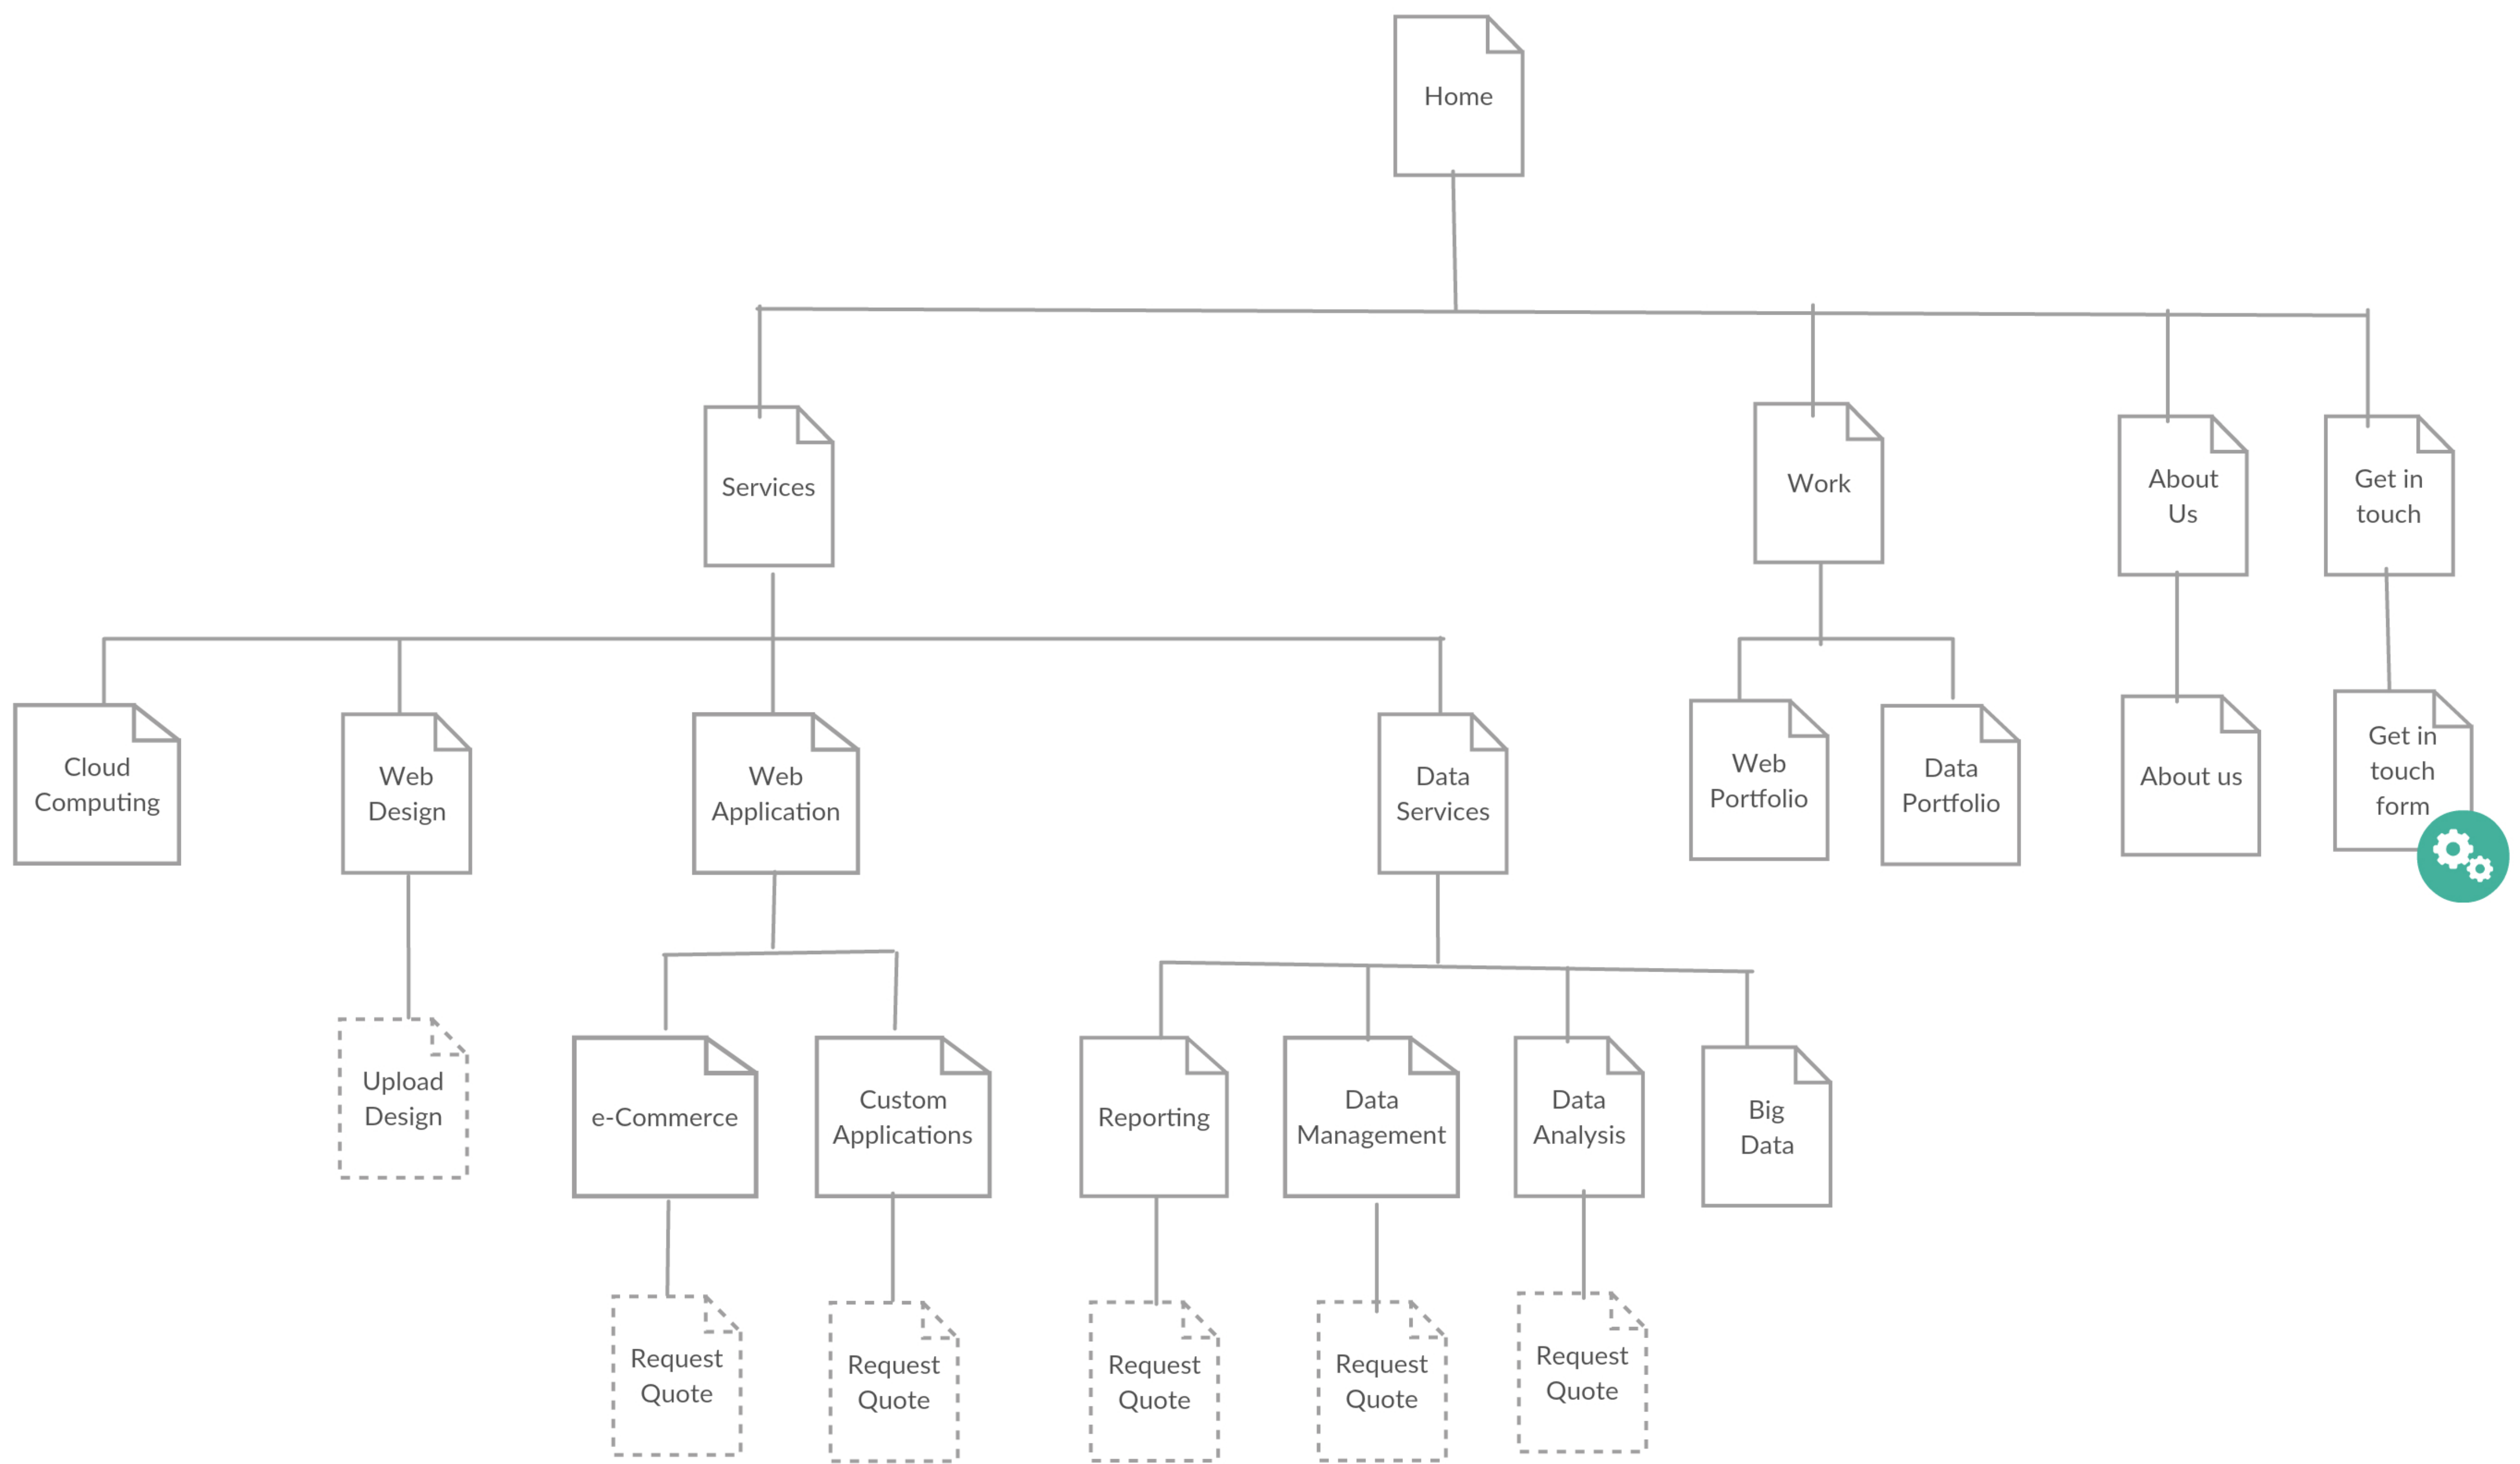 Home
Services
Work
About
Us
Get in
touch
Cloud
Computing
Web
Design
Web
Application
Data
Services
Web
Portfolio
Data
Portfolio
About us
Get in
touch
form
Upload
Design
e-Commerce
Custom
Applications
Reporting
Data
Management
Data
Analysis
Big
Data
Request
Quote
Request
Quote
Request
Quote
Request
Quote
Request
Quote